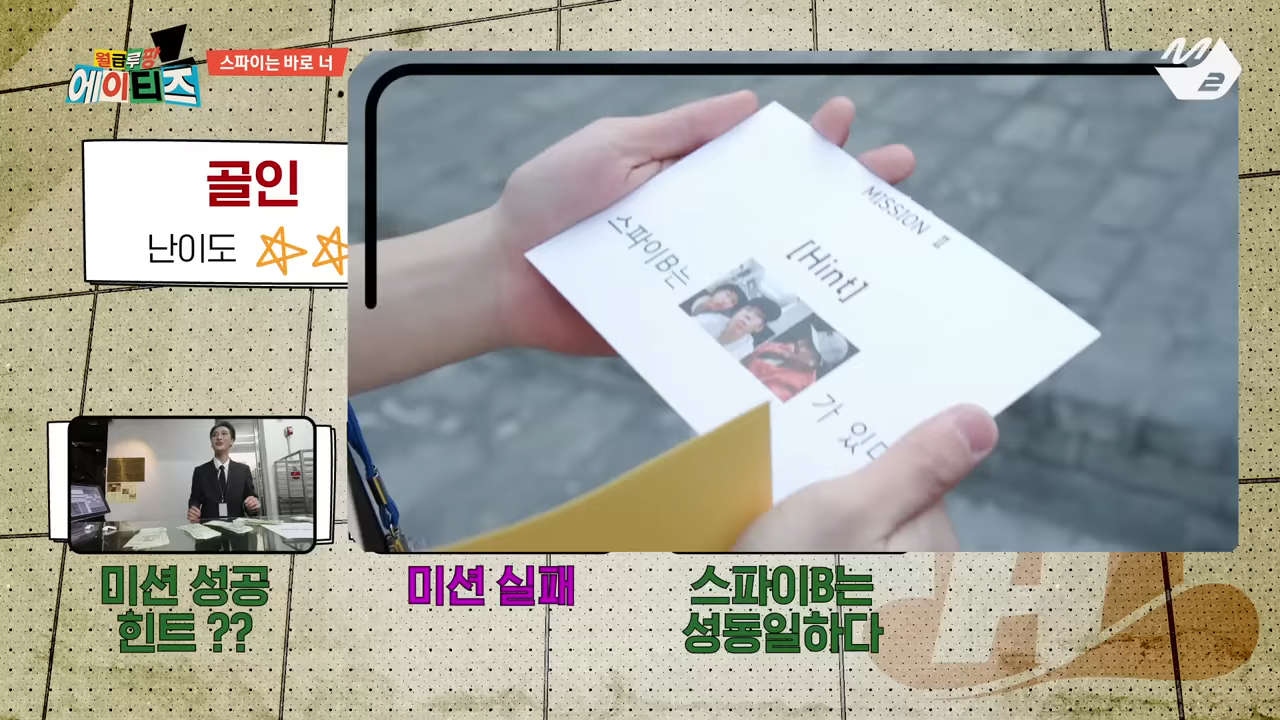 월급루팡
에이티즈
스파이는 바로 너
M2
골인
난이도
MISSION Ⅱ
[Hint]
스파이B는
가 있다
미션 성공
힌트 ??
미션 실패
스파이B는
성동일하다